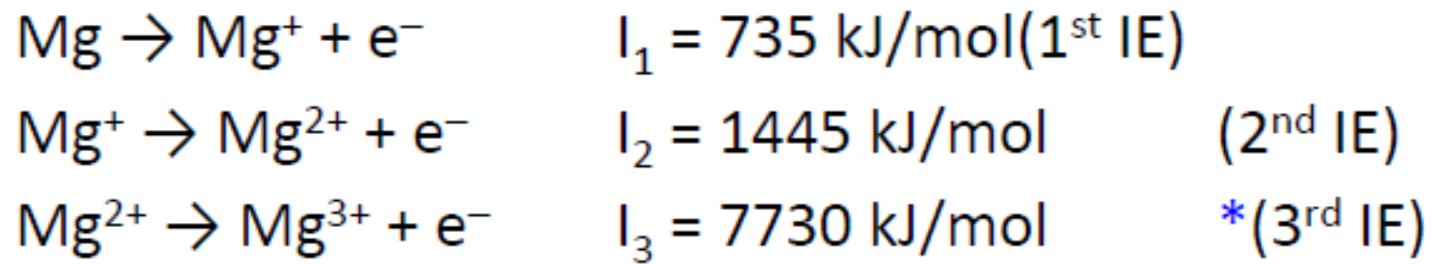 Mg → Mg⁺ + e⁻ I₁ = 735 kJ/mol(1ˢᵗ IE)
Mg⁺ → Mg²⁺ + e⁻ I₂ = 1445 kJ/mol (2ⁿᵈ IE)
Mg²⁺ → Mg³⁺ + e⁻ I₃ = 7730 kJ/mol *(3ʳᵈ IE)